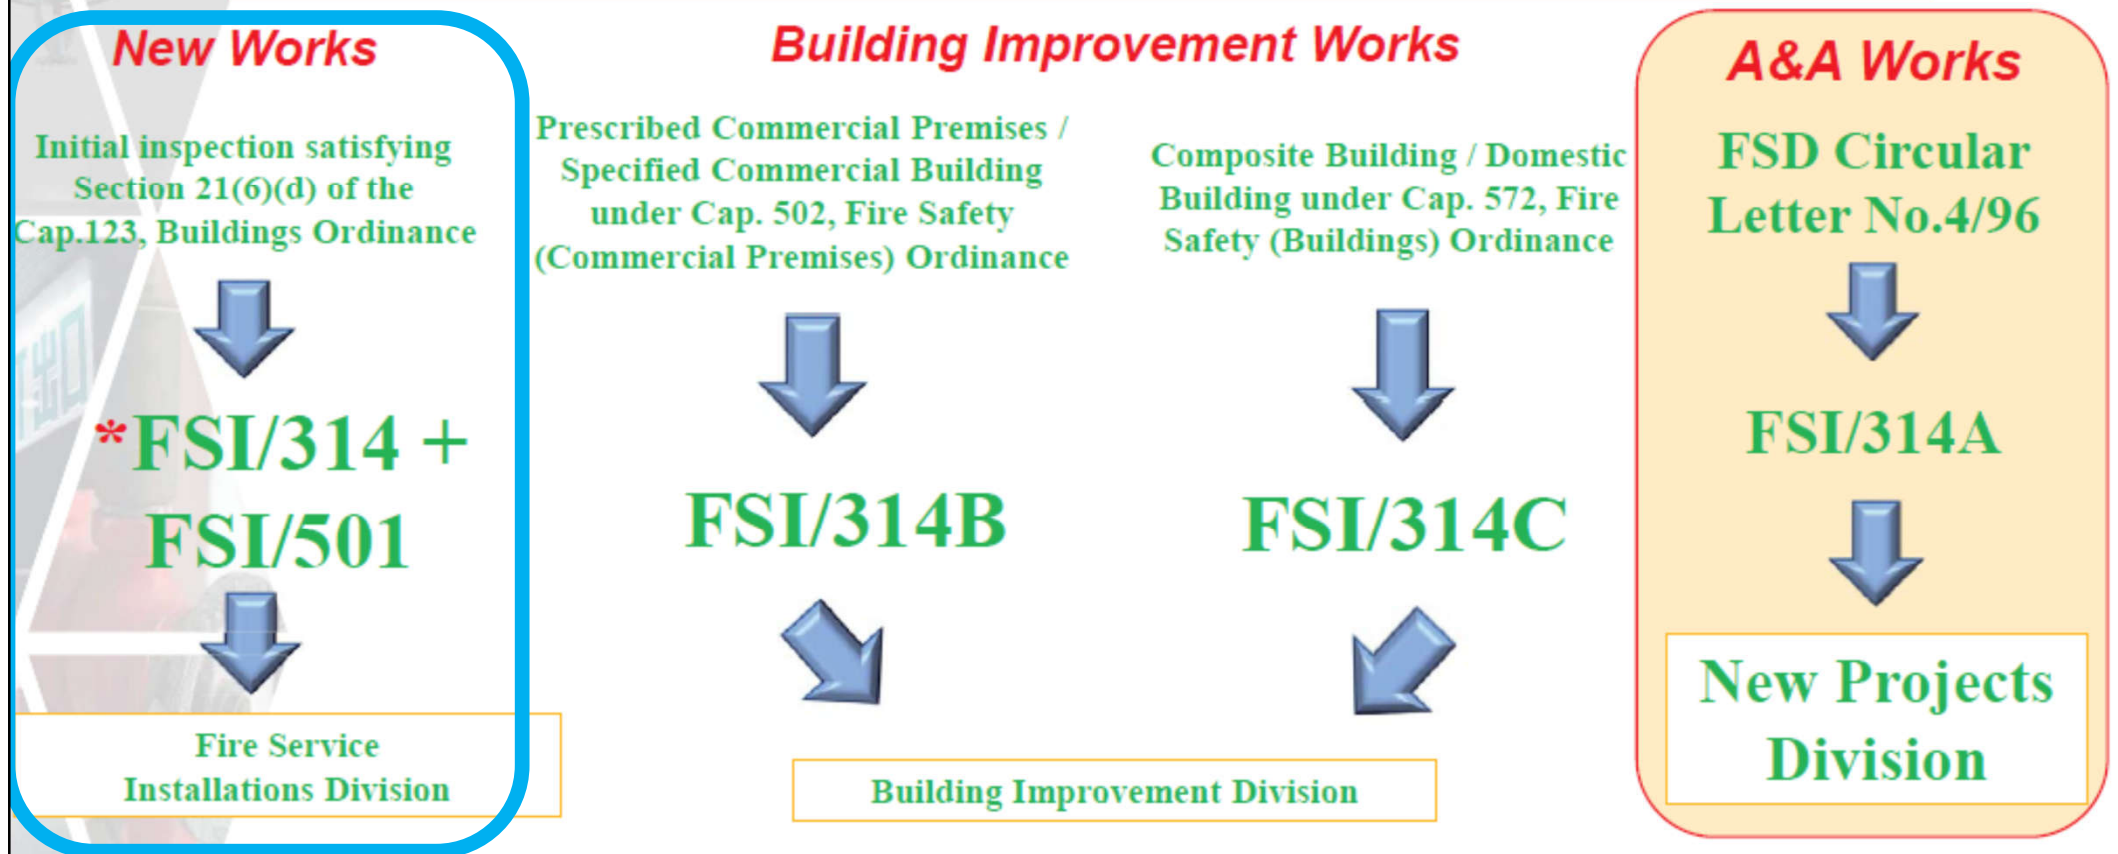 New Works
Initial inspection satisfying
Section 21(6)(d) of the
Cap.123, Buildings Ordinance
*FSI/314 +
FSI/501
Fire Service
Installations Division
Building Improvement Works
Prescribed Commercial Premises /
Specified Commercial Building
under Cap. 502, Fire Safety
(Commercial Premises) Ordinance
FSI/314B
Composite Building / Domestic
Building under Cap. 572, Fire
Safety (Buildings) Ordinance
FSI/314C
Building Improvement Division
A&A Works
FSD Circular
Letter No.4/96
FSI/314A
New Projects
Division